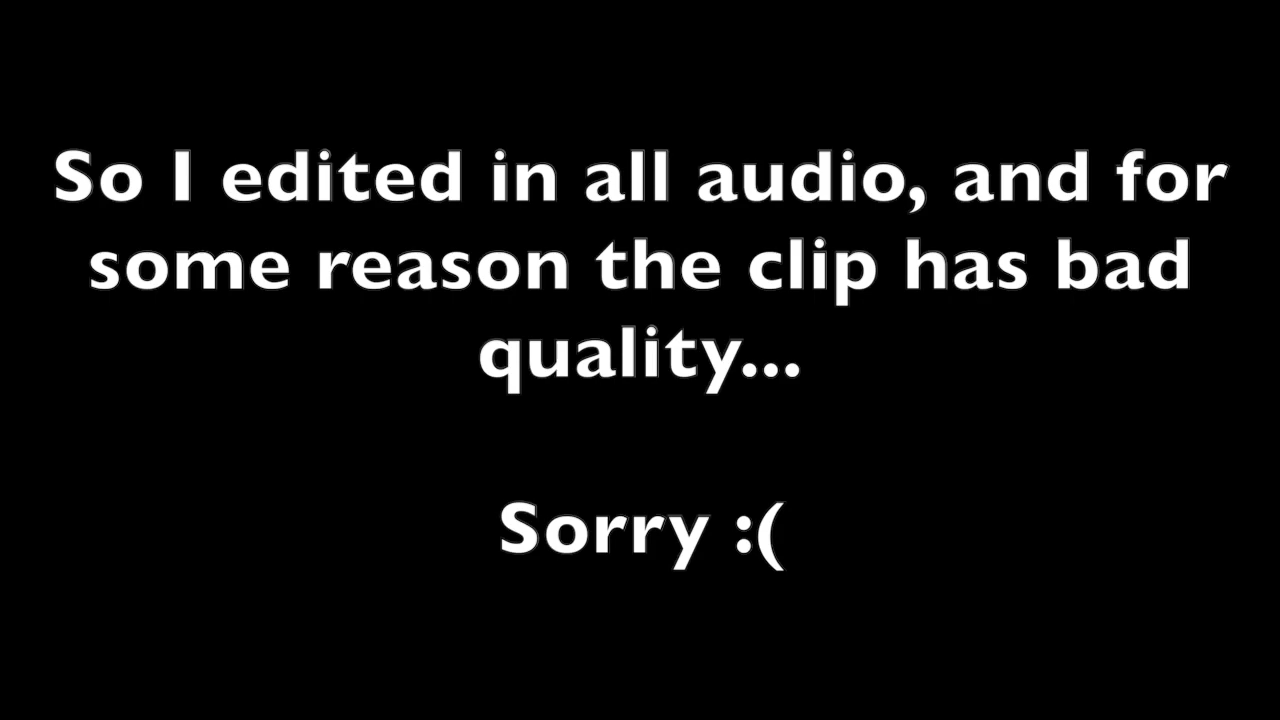 So I edited in all audio, and for
some reason the clip has bad
quality...
Sorry :(